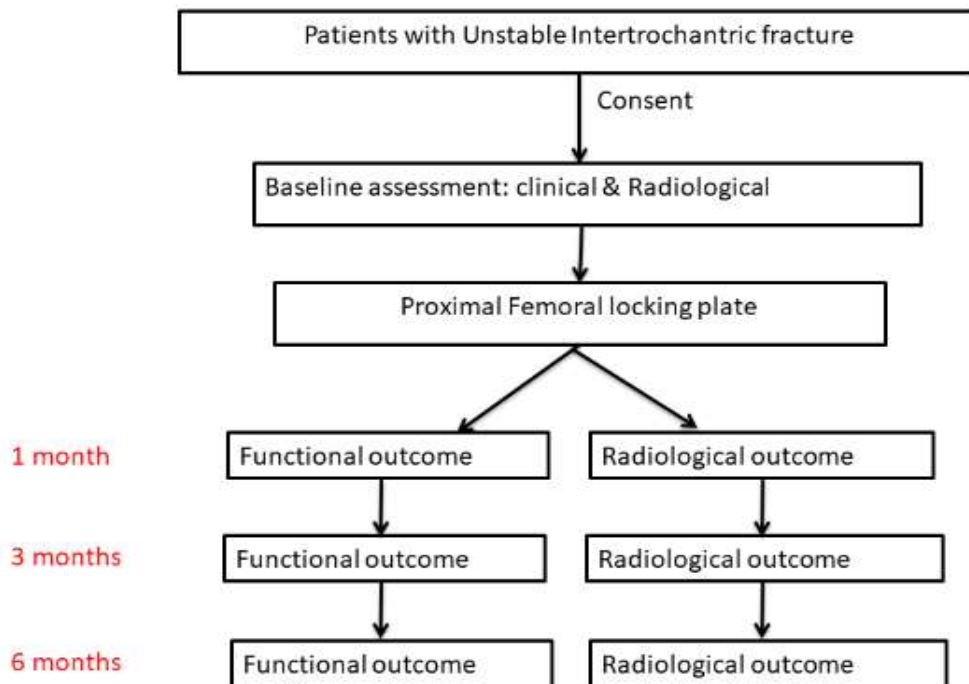 Patients with Unstable Intertrochantric fracture
Consent
Baseline assessment: clinical & Radiological
Proximal Femoral locking plate
1 month
Functional outcome
Radiological outcome
3 months
Functional outcome
Radiological outcome
6 months
Functional outcome
Radiological outcome